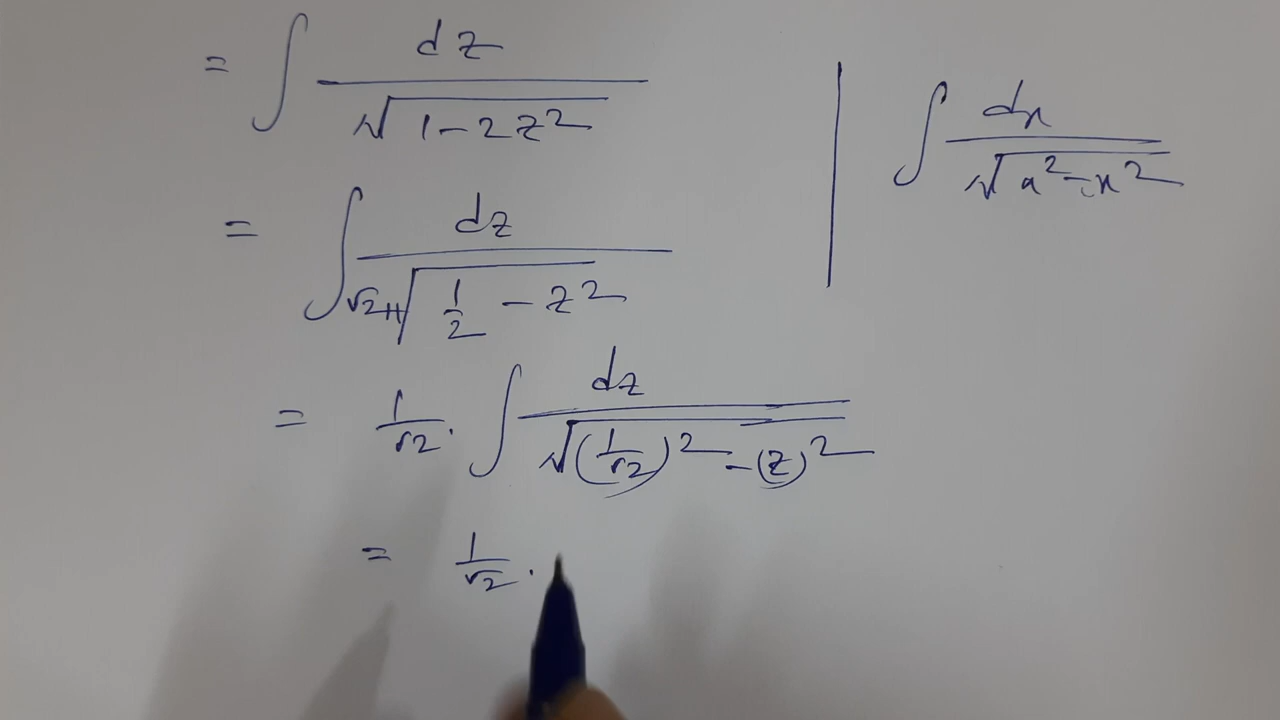 = ∫ dz / √(1 - 2z²)
= ∫ dz / (√2 √(1/2 - z²))
= 1/√2 . ∫ dz / √((1/√2)² - (z)²)
= 1/√2 .
∫ dx / √(a² - x²)